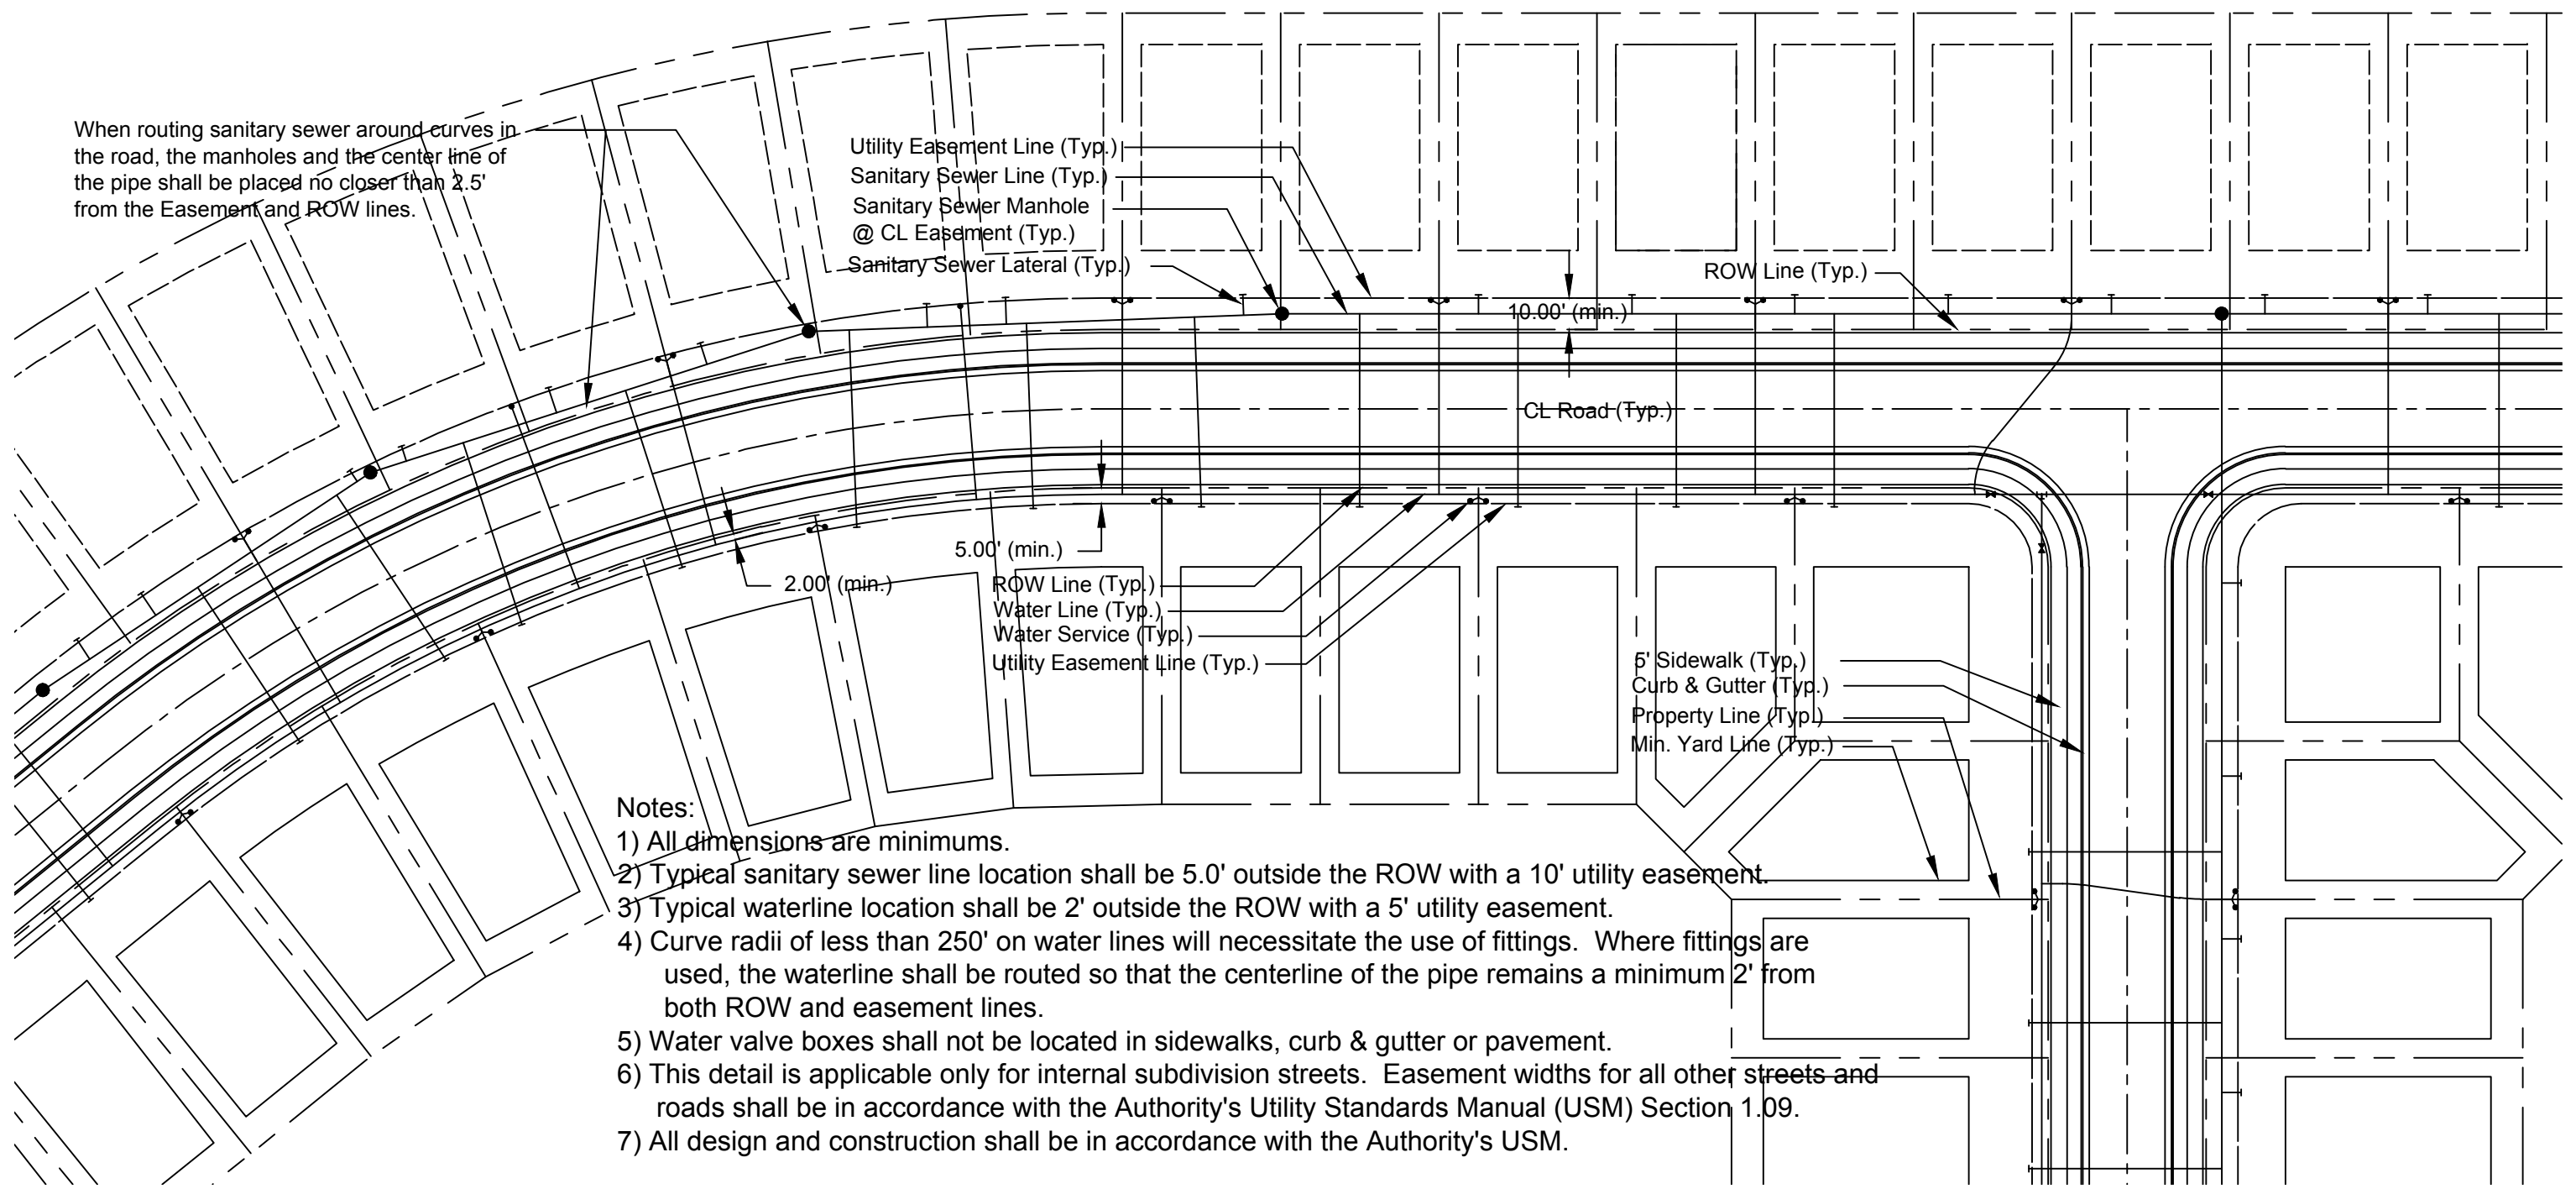 When routing sanitary sewer around curves in
the road, the manholes and the center line of
the pipe shall be placed no closer than 2.5'
from the Easement and ROW lines.
Utility Easement Line (Typ.)
Sanitary Sewer Line (Typ.)
Sanitary Sewer Manhole
@ CL Easement (Typ.)
Sanitary Sewer Lateral (Typ.)
ROW Line (Typ.)
10.00' (min.)
CL Road (Typ.)
5.00' (min.)
2.00' (min.)
ROW Line (Typ.)
Water Line (Typ.)
Water Service (Typ.)
Utility Easement Line (Typ.)
5' Sidewalk (Typ.)
Curb & Gutter (Typ.)
Property Line (Typ.)
Min. Yard Line (Typ.)
Notes:
1) All dimensions are minimums.
2) Typical sanitary sewer line location shall be 5.0' outside the ROW with a 10' utility easement.
3) Typical waterline location shall be 2' outside the ROW with a 5' utility easement.
4) Curve radii of less than 250' on water lines will necessitate the use of fittings. Where fittings are
used, the waterline shall be routed so that the centerline of the pipe remains a minimum 2' from
both ROW and easement lines.
5) Water valve boxes shall not be located in sidewalks, curb & gutter or pavement.
6) This detail is applicable only for internal subdivision streets. Easement widths for all other streets and
roads shall be in accordance with the Authority's Utility Standards Manual (USM) Section 1.09.
7) All design and construction shall be in accordance with the Authority's USM.